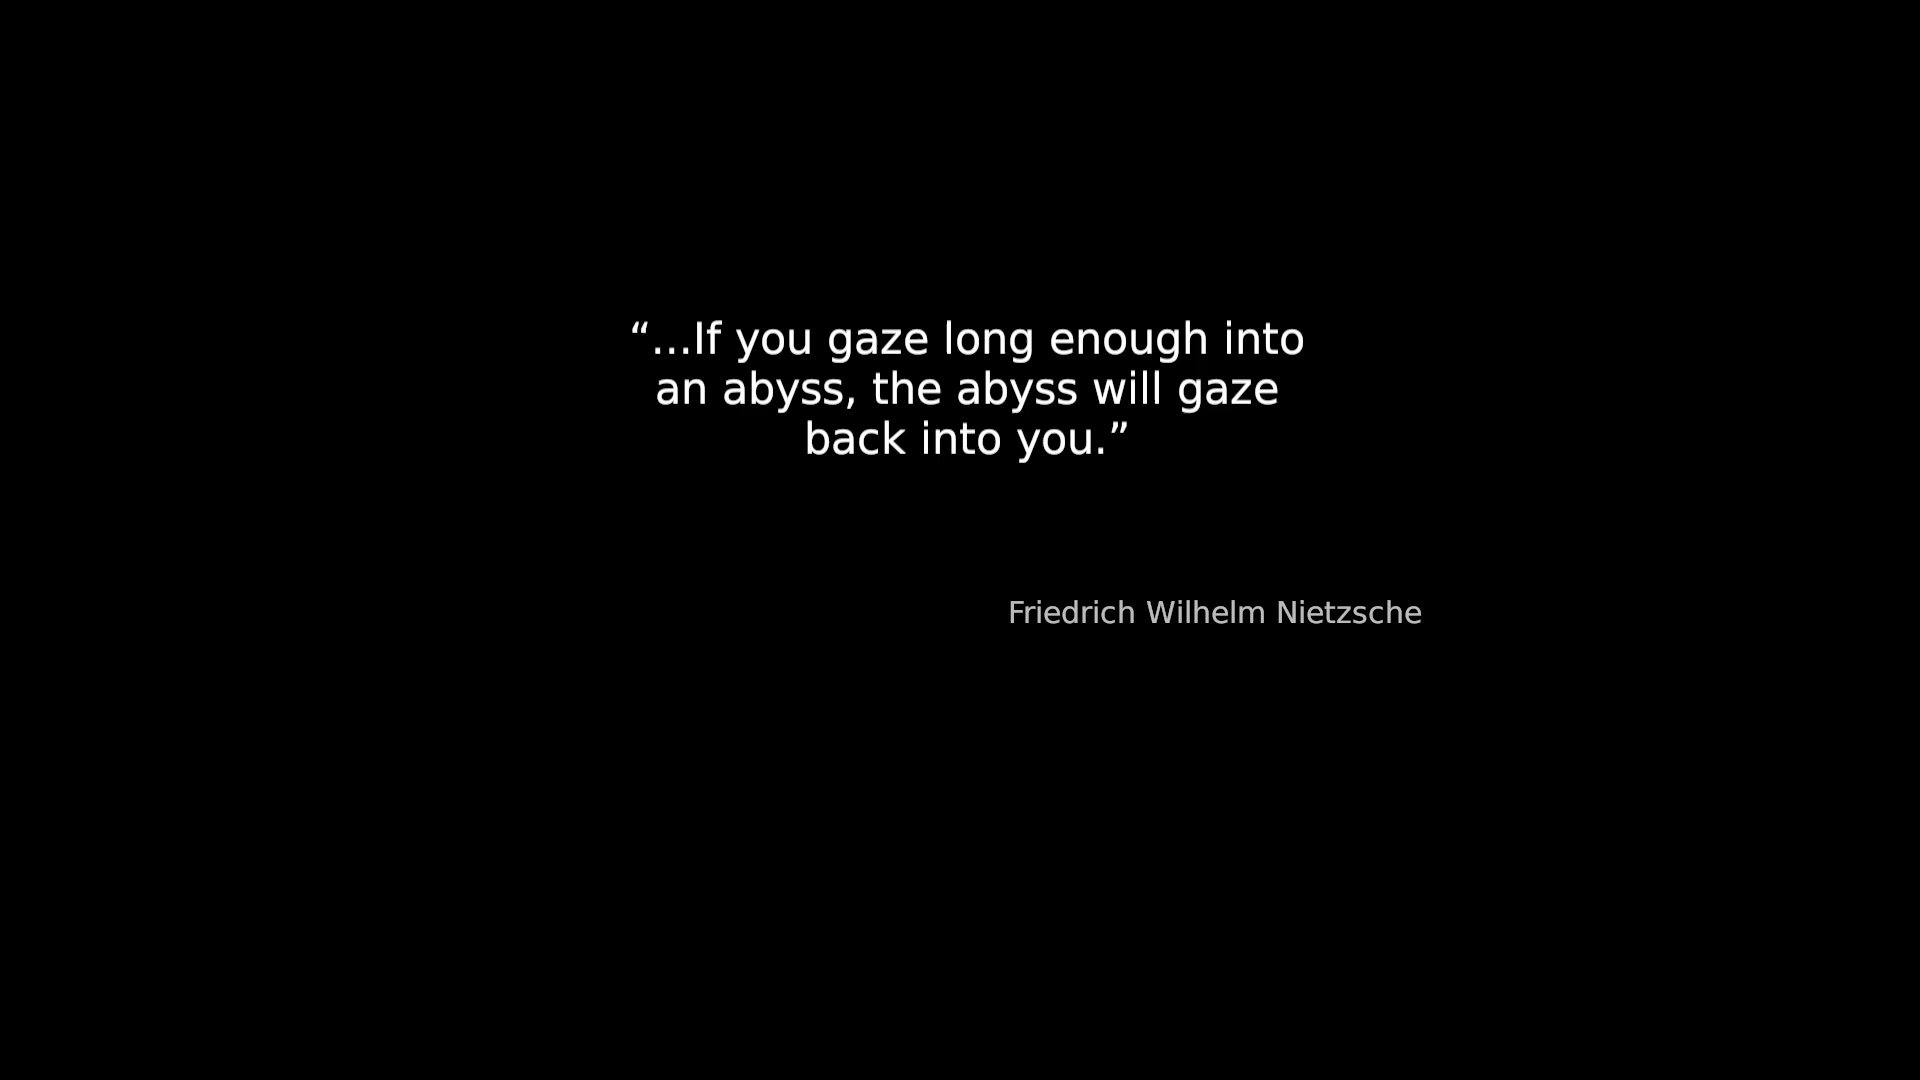 “...If you gaze long enough into
an abyss, the abyss will gaze
back into you.”
Friedrich Wilhelm Nietzsche